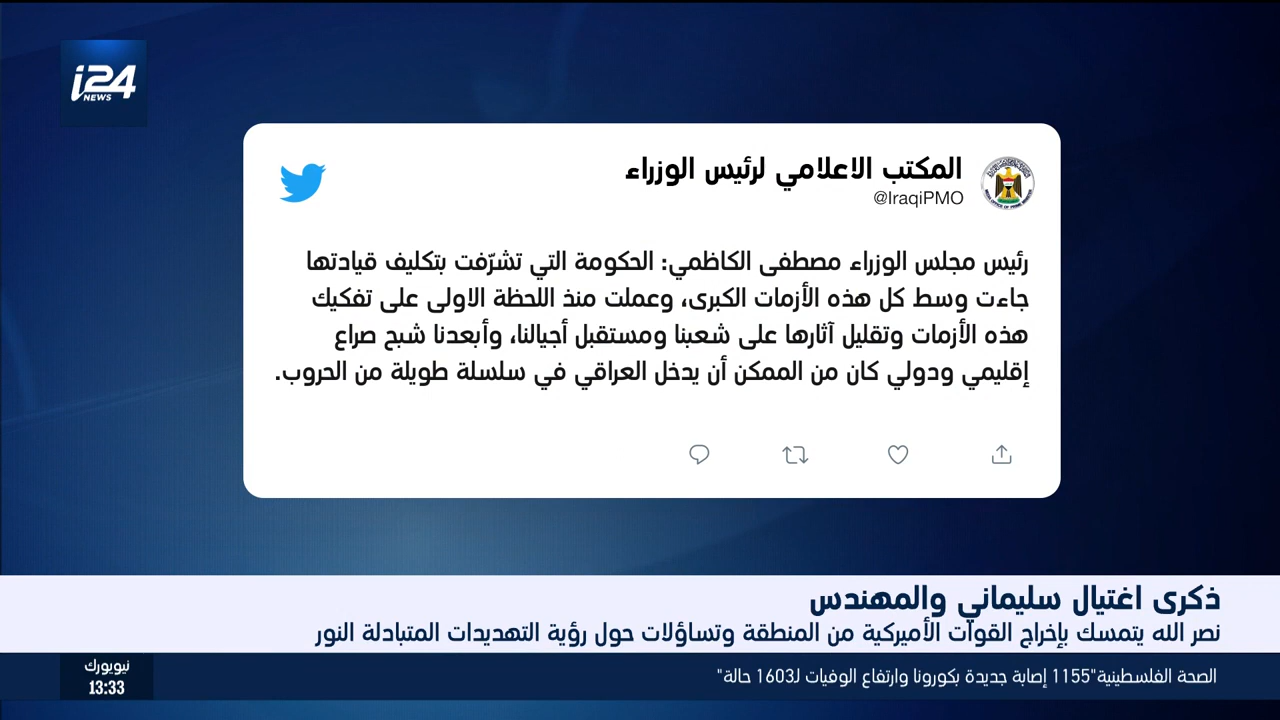 i24
NEWS
المكتب الاعلامي لرئيس الوزراء
@IraqiPMO
رئيس مجلس الوزراء مصطفى الكاظمي: الحكومة التي تشرّفت بتكليف قيادتها
جاءت وسط كل هذه الأزمات الكبرى، وعملت منذ اللحظة الاولى على تفكيك
هذه الأزمات وتقليل آثارها على شعبنا ومستقبل أجيالنا، وأبعدنا شبح صراع
إقليمي ودولي كان من الممكن أن يدخل العراقي في سلسلة طويلة من الحروب.
ذكرى اغتيال سليماني والمهندس
نصر الله يتمسك بإخراج القوات الأميركية من المنطقة وتساؤلات حول رؤية التهديدات المتبادلة النور
الصحة الفلسطينية"1155 إصابة جديدة بكورونا وارتفاع الوفيات لـ1603 حالة"
نيويورك
13:33